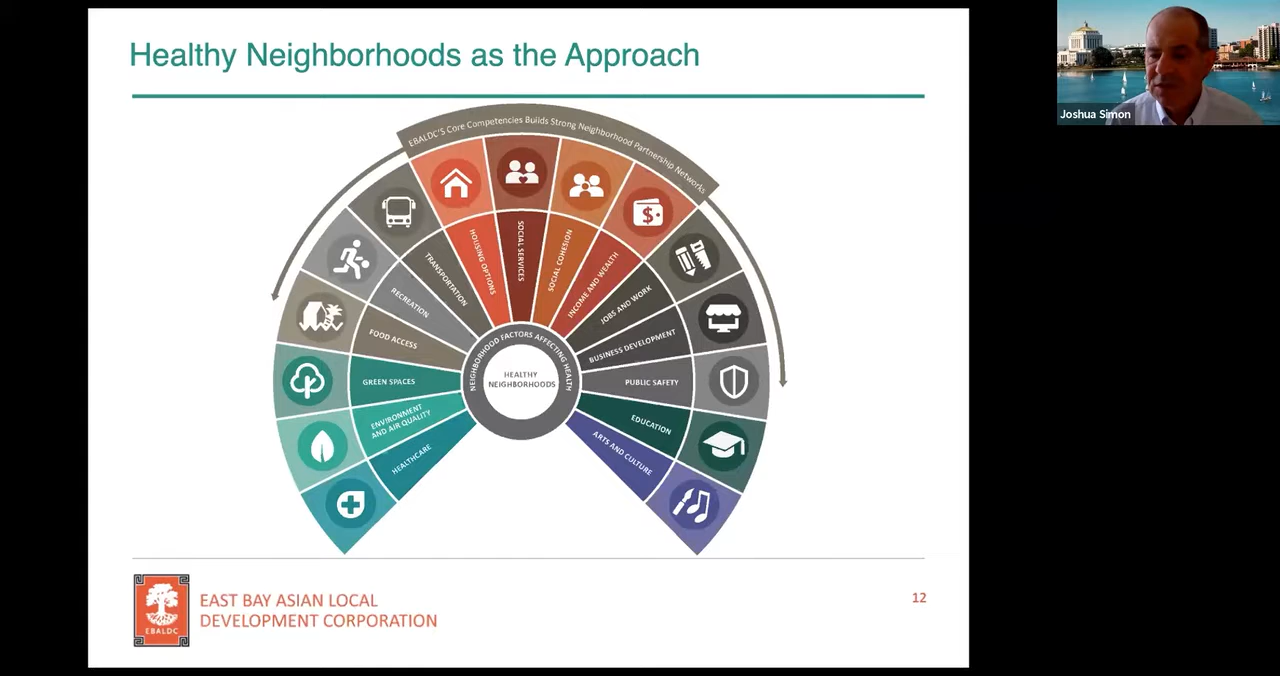 Healthy Neighborhoods as the Approach
Joshua Simon
EBALDC'S Core Competencies Builds Strong Neighborhood Partnership Networks
HEALTHCARE
ENVIRONMENT
AND AIR QUALITY
GREEN SPACES
FOOD ACCESS
RECREATION
TRANSPORTATION
HOUSING OPTIONS
SOCIAL SERVICES
SOCIAL COHESION
INCOME AND WEALTH
$
JOBS AND WORK
BUSINESS DEVELOPMENT
PUBLIC SAFETY
EDUCATION
ARTS AND CULTURE
NEIGHBORHOOD FACTORS AFFECTING HEALTH
HEALTHY
NEIGHBORHOODS
EBALDC
EAST BAY ASIAN LOCAL
DEVELOPMENT CORPORATION
12